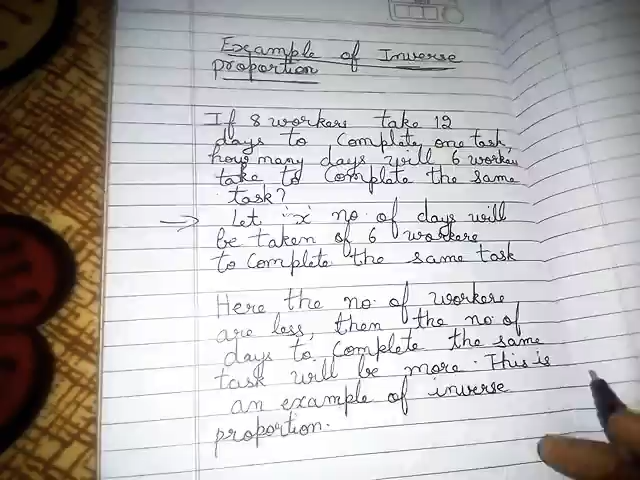 Example of Inverse
proportion
If 8 workers take 12
days to complete one task,
how many days will 6 worker
take to complete the same
task?
→ Let "x" no of days will
be taken of 6 workers
to complete the same task
Here the no. of workers
are less, then the no of
days to complete the same
task will be more. This is
an example of inverse
proportion.